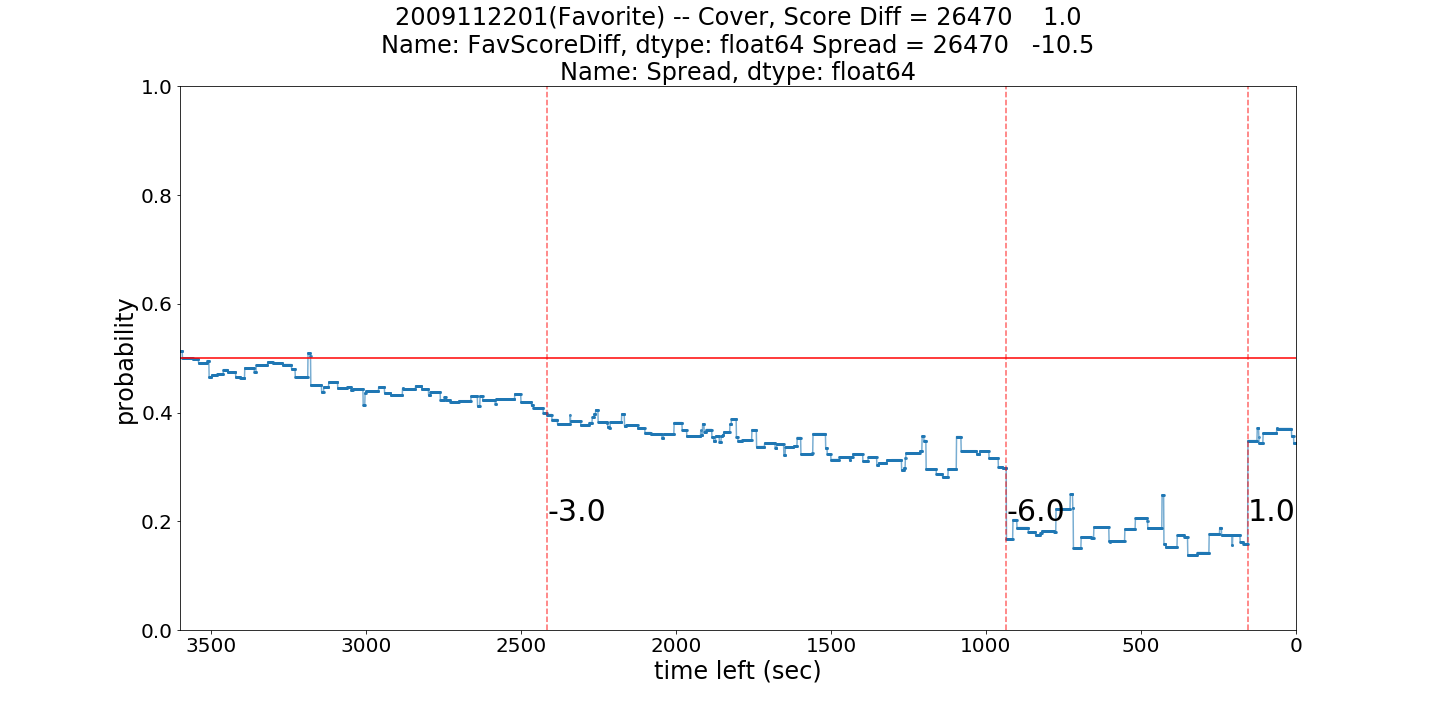 2009112201(Favorite) -- Cover, Score Diff = 26470    1.0
Name: FavScoreDiff, dtype: float64 Spread = 26470   -10.5
Name: Spread, dtype: float64
1.0
0.8
0.6
0.4
0.2
0.0
probability
-3.0
-6.0
1.0
3500 3000 2500 2000 1500 1000 500 0
time left (sec)